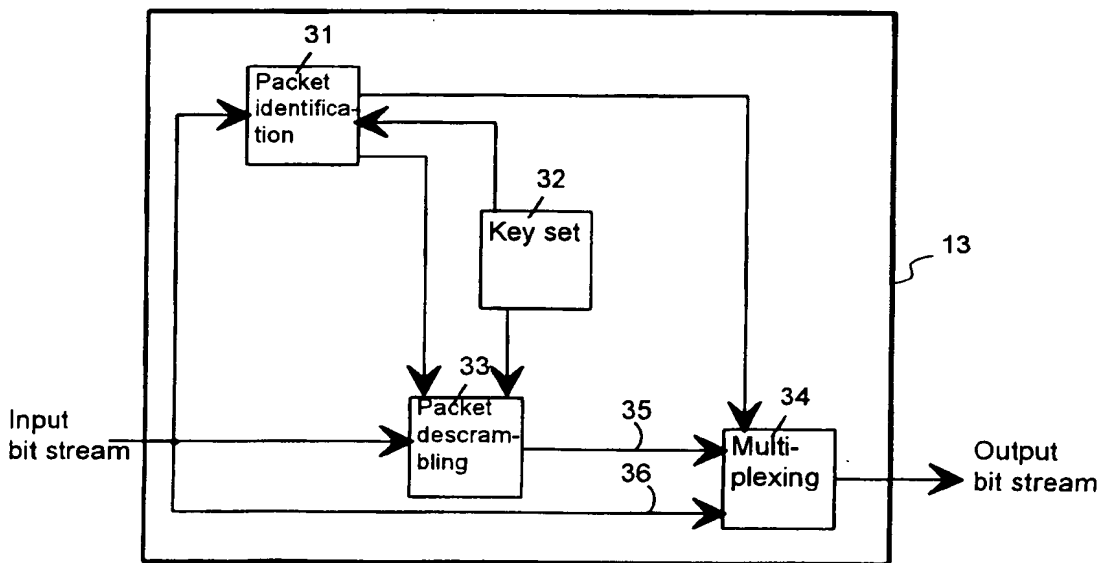 31
Packet
identifica-
tion
32
Key set
13
33
Packet
descram-
bling
35
34
Multi-
plexing
36
Input
bit stream
Output
bit stream